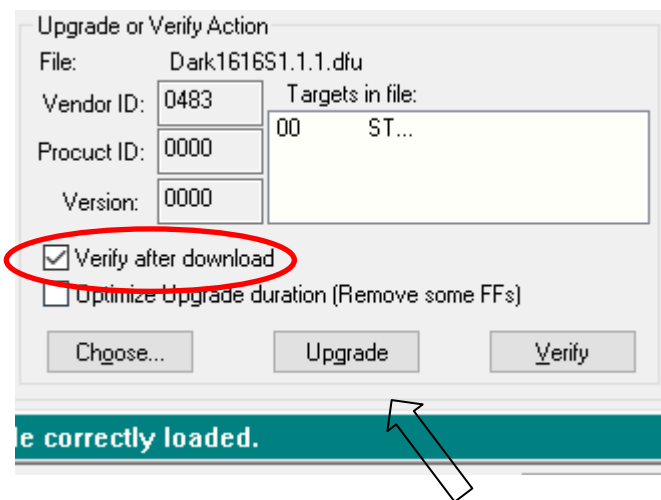 Upgrade or Verify Action
File: Dark1616S1.1.1.dfu
Vendor ID: 0483
Targets in file:
00 ST...
Procuct ID: 0000
Version: 0000
Verify after download
Optimize Upgrade duration (Remove some FFs)
Choose... Upgrade Verify
le correctly loaded.